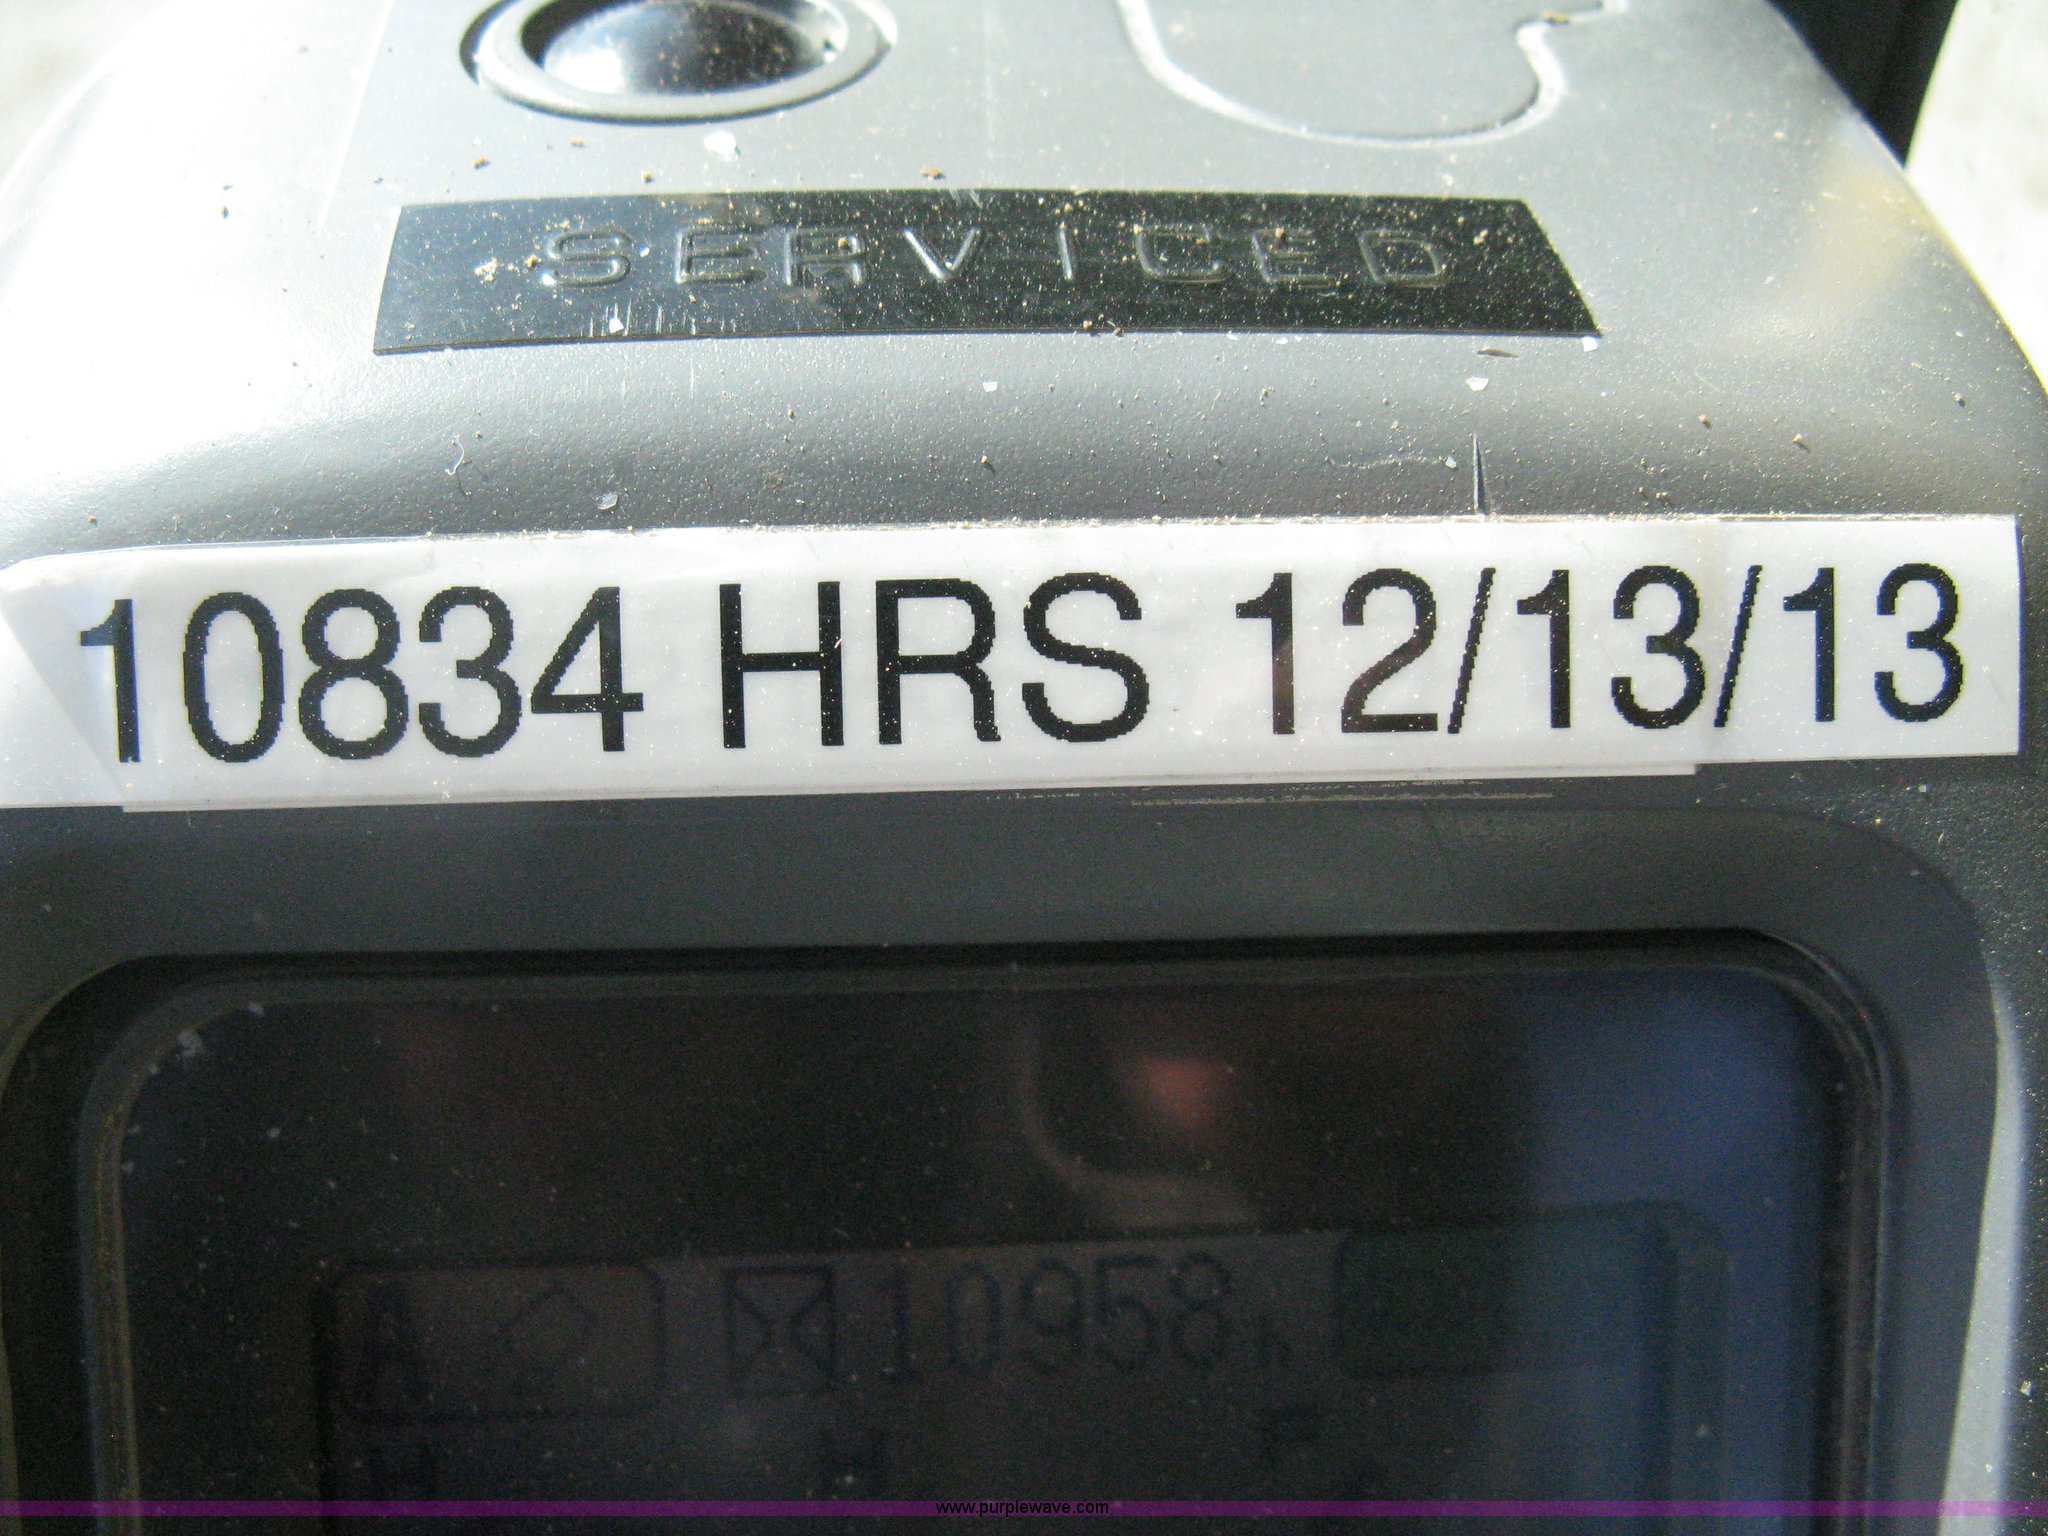 SERVICED
10834 HRS 12/13/13
10958 h
www.purplewave.com